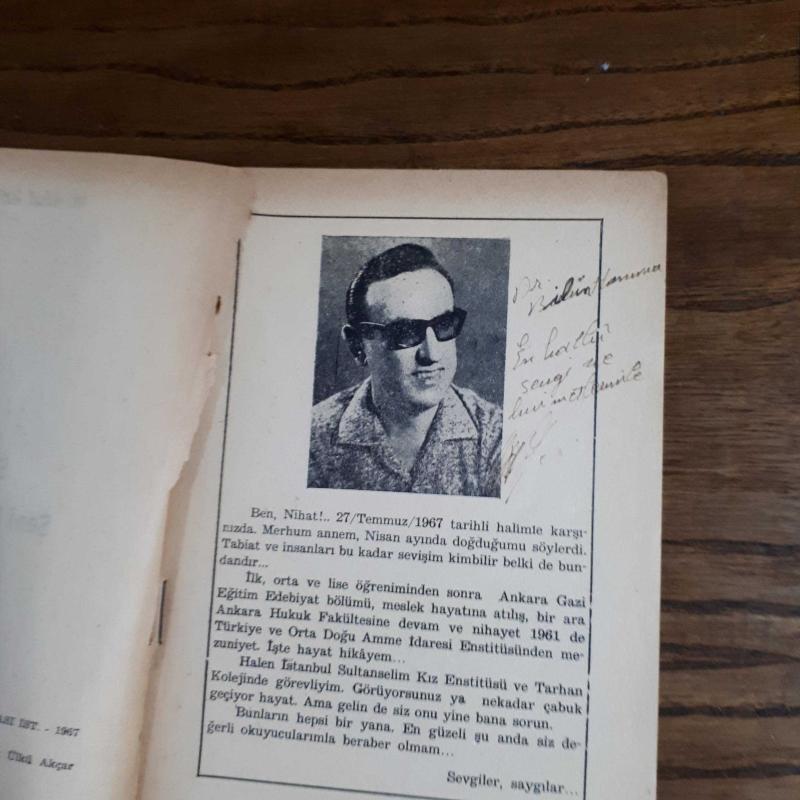 Dr.
Hanıma
En
sevgi ve
hürmetlerimle
Ben, Nihat!.. 27/Temmuz/1967 tarihli halimle karşı-
nızda. Merhum annem, Nisan ayında doğduğumu söylerdi.
Tabiat ve insanları bu kadar sevişim kimbilir belki de bun-
dandır...
İlk, orta ve lise öğreniminden sonra Ankara Gazi
Eğitim Edebiyat bölümü, meslek hayatına atılış, bir ara
Ankara Hukuk Fakültesine devam ve nihayet 1961 de
Türkiye ve Orta Doğu Amme İdaresi Enstitüsünden me-
zuniyet. İşte hayat hikâyem...
Halen İstanbul Sultanselim Kız Enstitüsü ve Tarhan
Kolejinde görevliyim. Görüyorsunuz ya nekadar çabuk
geçiyor hayat. Ama gelin de siz onu yine bana sorun.
Bunların hepsi bir yana. En güzeli şu anda siz de-
ğerli okuyucularımla beraber olmam...
Sevgiler, saygılar...
İST. - 1967
Ülkü Akçar